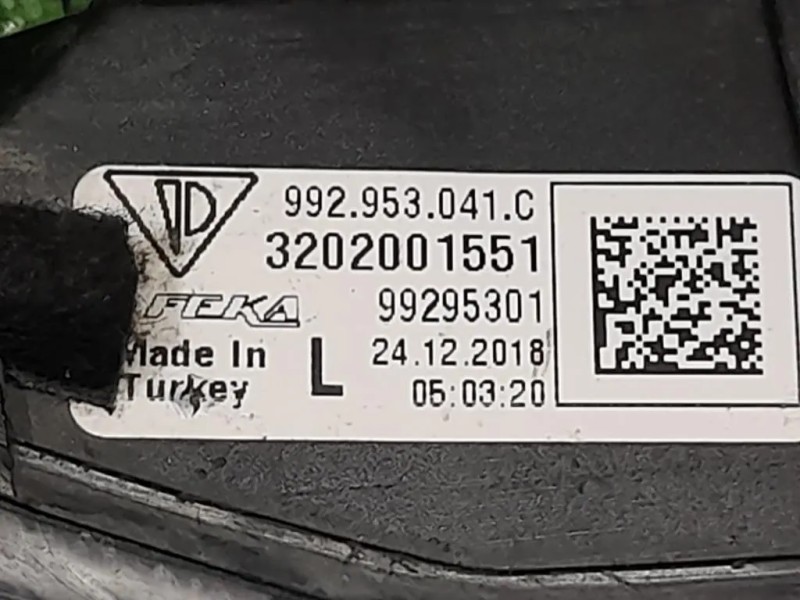 992.953.041.C
3202001551
FEKA 99295301
Made In L 24.12.2018
Turkey 05:03:20